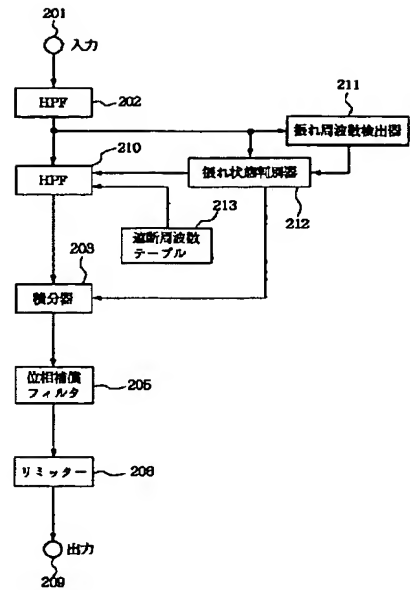 201
入力
HPF
202
211
振れ周波数検出器
210
HPF
振れ状態判別器
212
213
遮断周波数
テーブル
203
積分器
位相補償
フィルタ
205
リミッター
206
出力
209